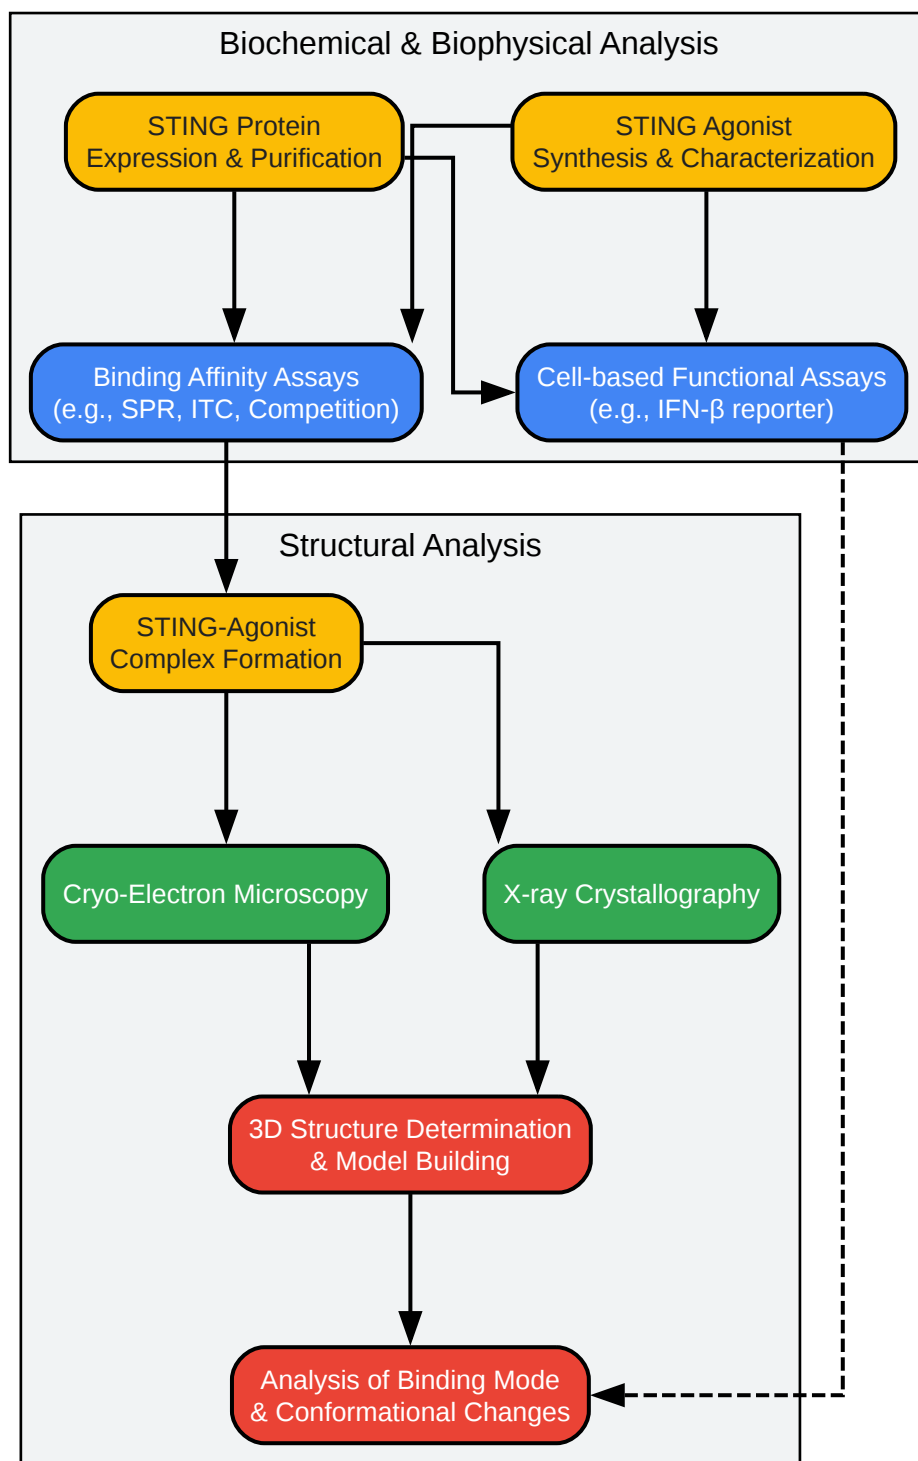 Biochemical & Biophysical Analysis
STING Protein
Expression & Purification
STING Agonist
Synthesis & Characterization
Binding Affinity Assays
(e.g., SPR, ITC, Competition)
Cell-based Functional Assays
(e.g., IFN-β reporter)
Structural Analysis
STING-Agonist
Complex Formation
Cryo-Electron Microscopy
X-ray Crystallography
3D Structure Determination
& Model Building
Analysis of Binding Mode
& Conformational Changes